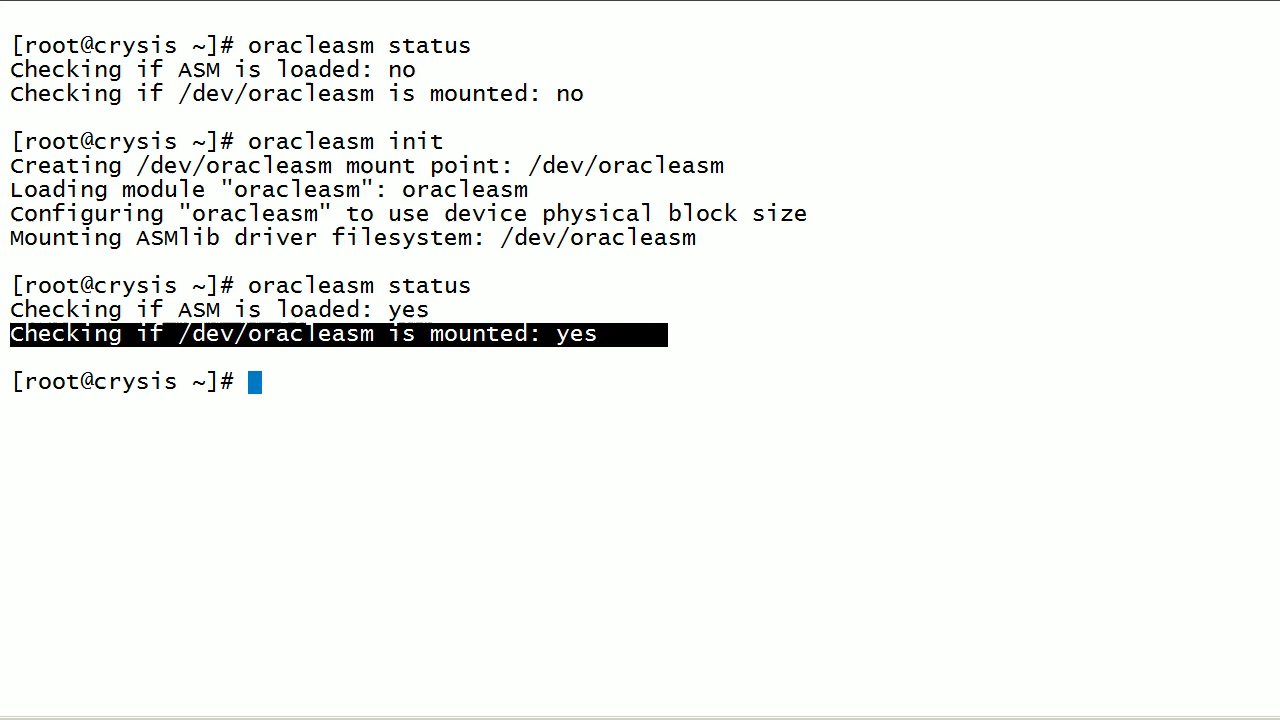 [root@crysis ~]# oracleasm status
Checking if ASM is loaded: no
Checking if /dev/oracleasm is mounted: no
[root@crysis ~]# oracleasm init
Creating /dev/oracleasm mount point: /dev/oracleasm
Loading module "oracleasm": oracleasm
Configuring "oracleasm" to use device physical block size
Mounting ASMlib driver filesystem: /dev/oracleasm
[root@crysis ~]# oracleasm status
Checking if ASM is loaded: yes
Checking if /dev/oracleasm is mounted: yes
[root@crysis ~]#